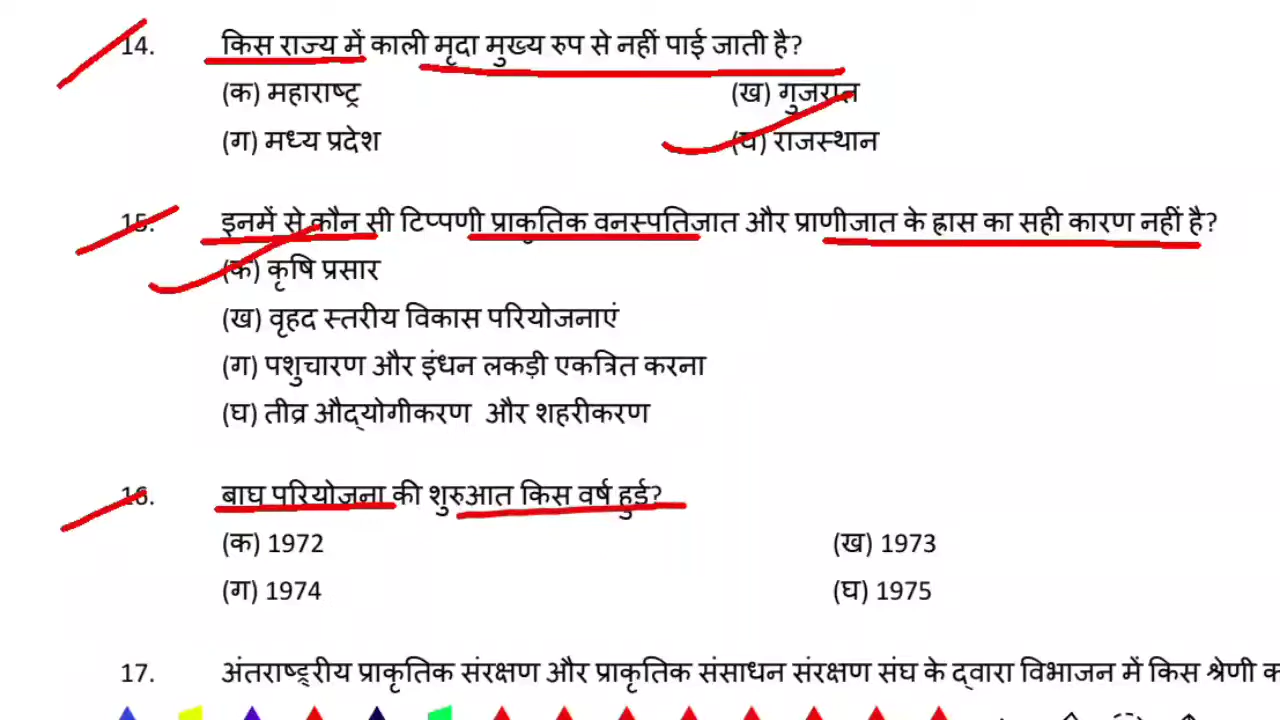 14. किस राज्य में काली मृदा मुख्य रुप से नहीं पाई जाती है?
(क) महाराष्ट्र (ख) गुजरात
(ग) मध्य प्रदेश (घ) राजस्थान
15. इनमें से कौन सी टिप्पणी प्राकृतिक वनस्पतिजात और प्राणीजात के ह्रास का सही कारण नहीं है?
(क) कृषि प्रसार
(ख) वृहद स्तरीय विकास परियोजनाएं
(ग) पशुचारण और इंधन लकड़ी एकत्रित करना
(घ) तीव्र औद्योगीकरण और शहरीकरण
16. बाघ परियोजना की शुरुआत किस वर्ष हुई?
(क) 1972 (ख) 1973
(ग) 1974 (घ) 1975
17. अंतराष्ट्रीय प्राकृतिक संरक्षण और प्राकृतिक संसाधन संरक्षण संघ के द्वारा विभाजन में किस श्रेणी